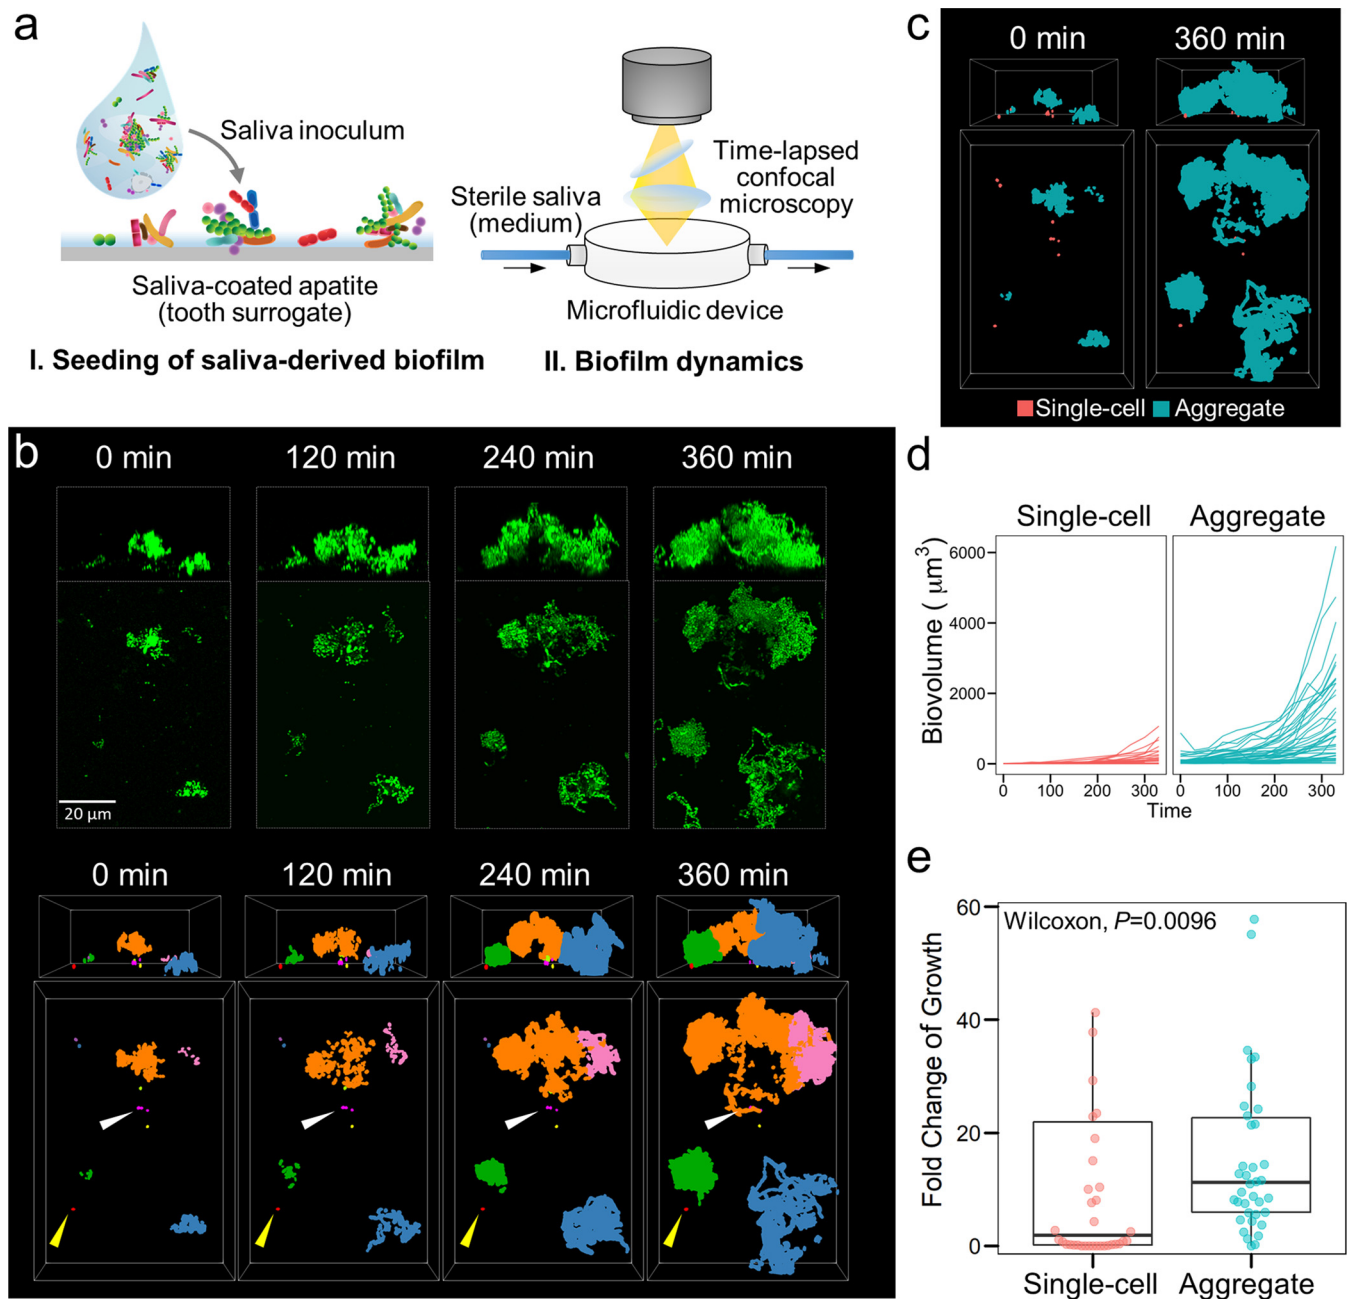 a
Saliva inoculum
Saliva-coated apatite
(tooth surrogate)
I. Seeding of saliva-derived biofilm
Sterile saliva
(medium)
Time-lapsed
confocal
microscopy
Microfluidic device
II. Biofilm dynamics
b
0 min 120 min 240 min 360 min
20 µm
0 min 120 min 240 min 360 min
c
0 min 360 min
Single-cell Aggregate
d
Single-cell Aggregate
Biovolume ( µm³)
6000
4000
2000
0
0 100 200 300 0 100 200 300
Time
e
Wilcoxon, P=0.0096
Fold Change of Growth
60
40
20
0
Single-cell Aggregate